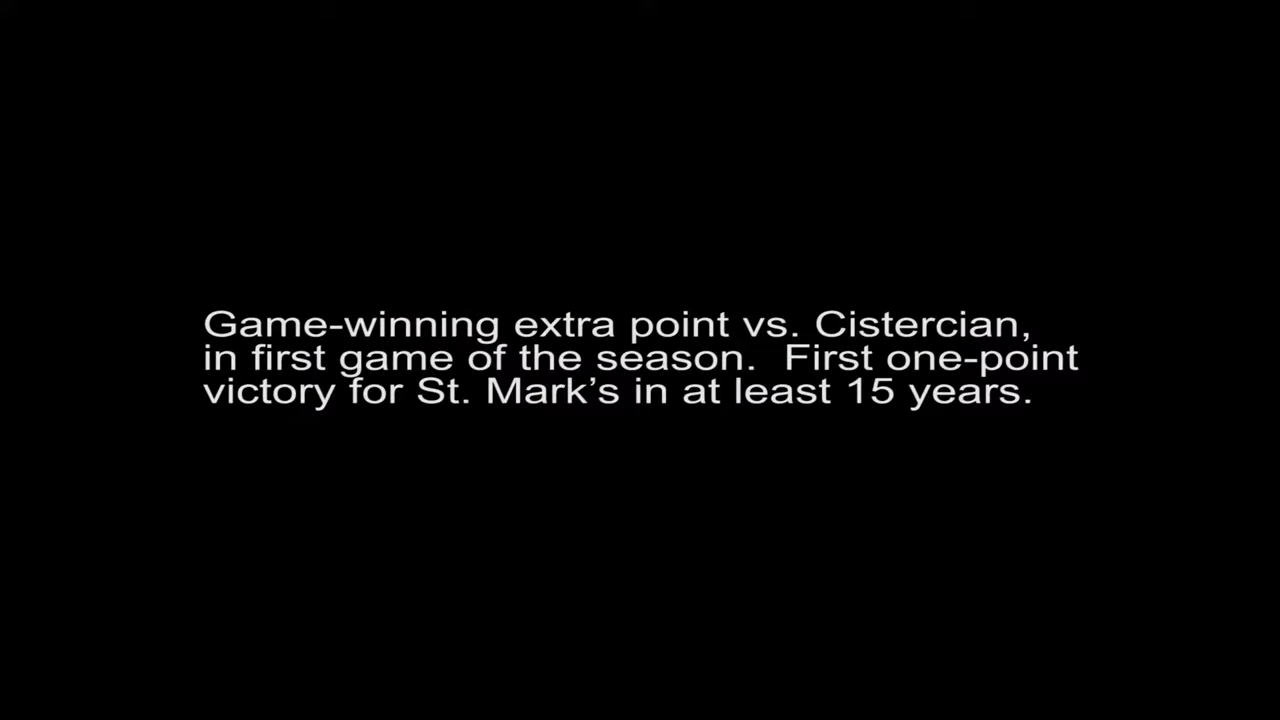 Game-winning extra point vs. Cistercian,
in first game of the season.  First one-point
victory for St. Mark’s in at least 15 years.